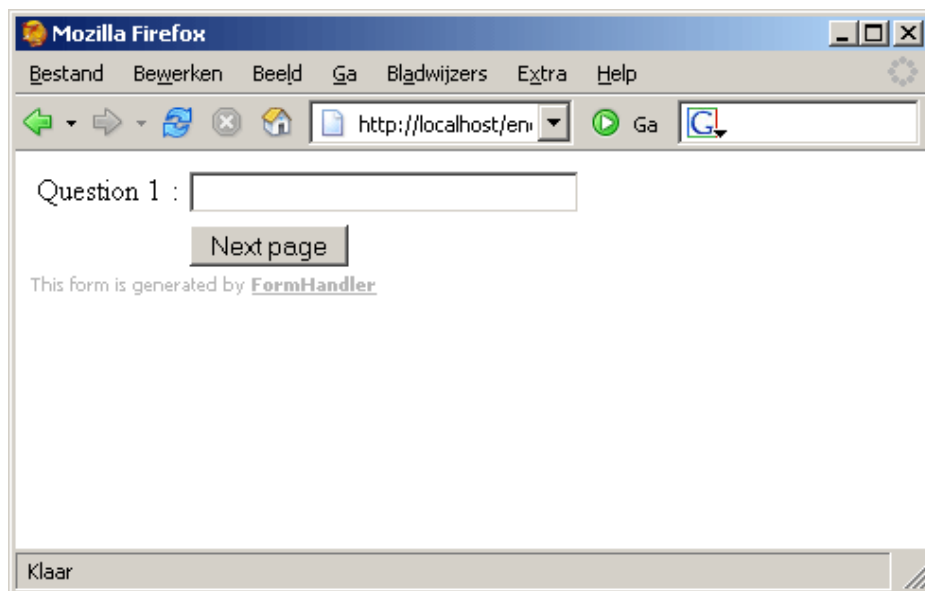 Mozilla Firefox
Bestand Bewerken Beeld Ga Bladwijzers Extra Help
http://localhost/en Ga G
Question 1 :
Next page
This form is generated by FormHandler
Klaar